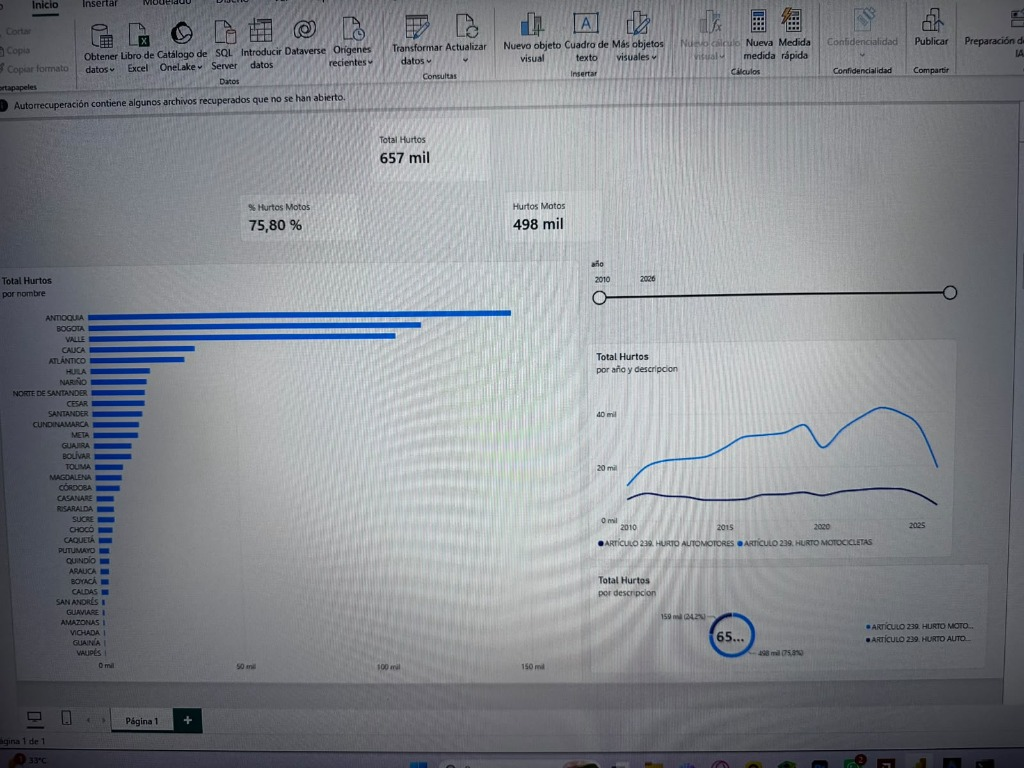 Inicio
Insertar
Modelado
Cortar
Copia
Copiar formato
Obtener datos
Libro de Excel
Catálogo de OneLake
SQL Server
Introducir datos
Dataverse
Orígenes recientes
Datos
Transformar datos
Actualizar
Consultas
Nuevo objeto visual
Cuadro de texto
Más objetos visuales
Insertar
Nuevo cálculo visual
Nueva medida
Medida rápida
Cálculos
Confidencialidad
Confidencialidad
Publicar
Compartir
Preparación d
Autorrecuperación contiene algunos archivos recuperados que no se han abierto.
Total Hurtos
657 mil
% Hurtos Motos
75,80 %
Hurtos Motos
498 mil
Total Hurtos
por nombre
ANTIOQUIA
BOGOTA
VALLE
CAUCA
ATLÁNTICO
HUILA
NARIÑO
NORTE DE SANTANDER
CESAR
SANTANDER
CUNDINAMARCA
META
GUAJIRA
BOLÍVAR
TOLIMA
MAGDALENA
CÓRDOBA
CASANARE
RISARALDA
SUCRE
CHOCÓ
CAQUETÁ
PUTUMAYO
QUINDÍO
ARAUCA
BOYACÁ
CALDAS
SAN ANDRÉS
GUAVIARE
AMAZONAS
VICHADA
GUAINÍA
VAUPÉS
0 mil 50 mil 100 mil 150 mil
año
2010 2026
Total Hurtos
por año y descripcion
40 mil
20 mil
0 mil
2010 2015 2020 2025
ARTÍCULO 239. HURTO AUTOMOTORES ARTÍCULO 239. HURTO MOTOCICLETAS
Total Hurtos
por descripcion
159 mil (24,2%)
65...
498 mil (75,8%)
ARTÍCULO 239. HURTO MOTO...
ARTÍCULO 239. HURTO AUTO...
Página 1
+
ágina 1 de 1
33°C